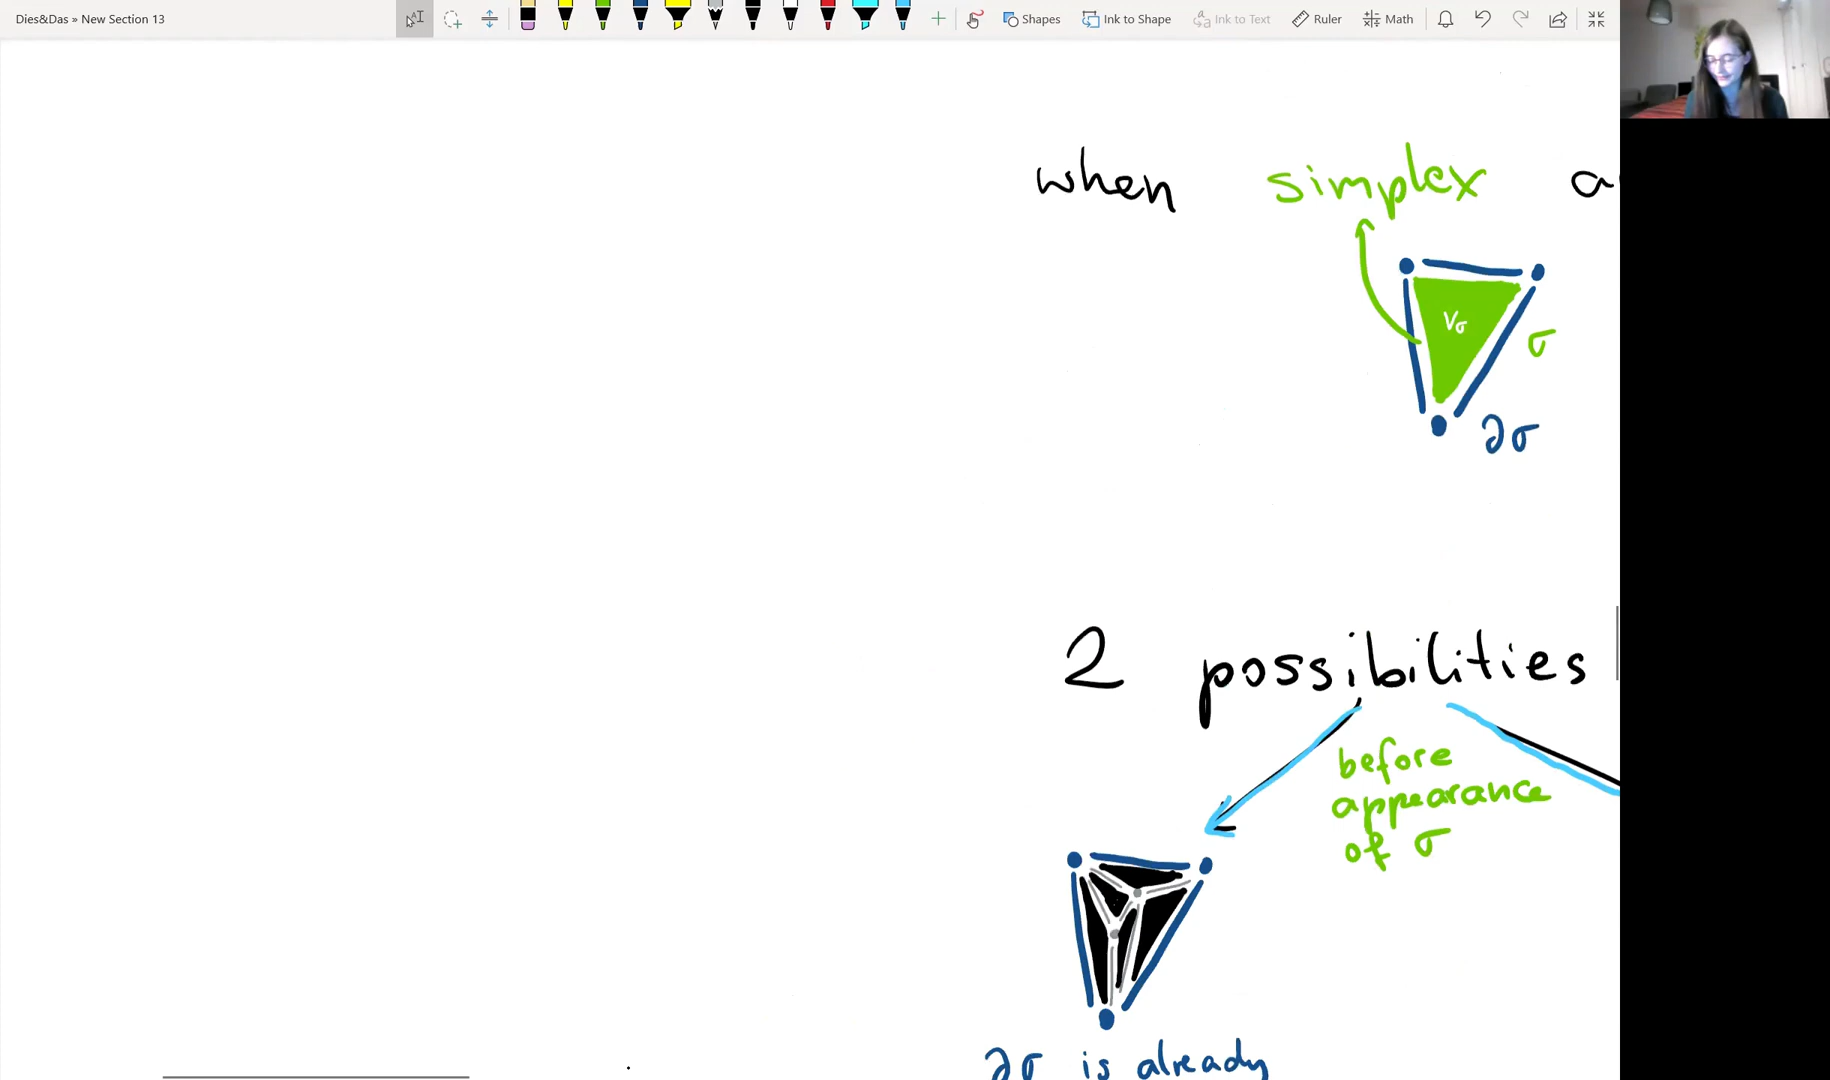 Dies&Das » New Section 13
Shapes Ink to Shape Ink to Text Ruler Math
when simplex a
Vσ
σ
∂σ
2 possibilities
before
appearance
of σ
∂σ is already